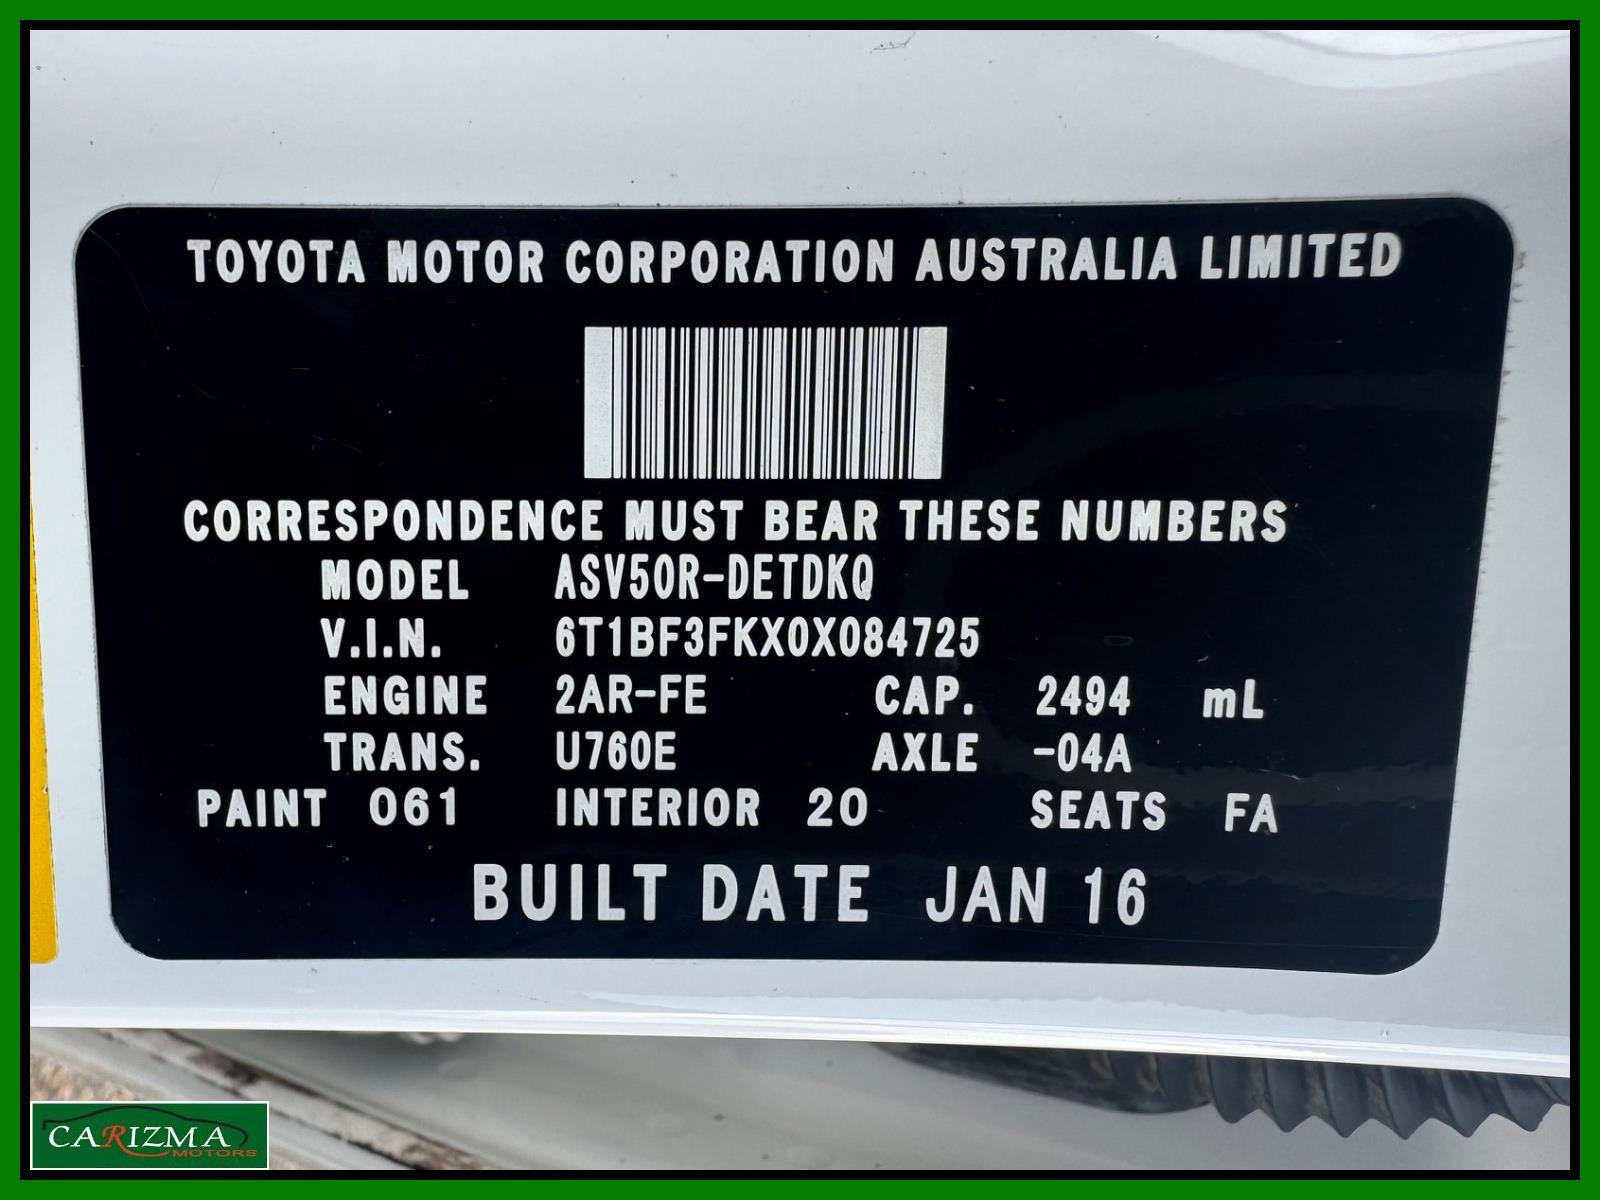 TOYOTA MOTOR CORPORATION AUSTRALIA LIMITED
CORRESPONDENCE MUST BEAR THESE NUMBERS
MODEL ASV50R-DETDKQ
V.I.N. 6T1BF3FKX0X084725
ENGINE 2AR-FE CAP. 2494 mL
TRANS. U760E AXLE -04A
PAINT 061 INTERIOR 20 SEATS FA
BUILT DATE JAN 16
CARIZMA
MOTORS